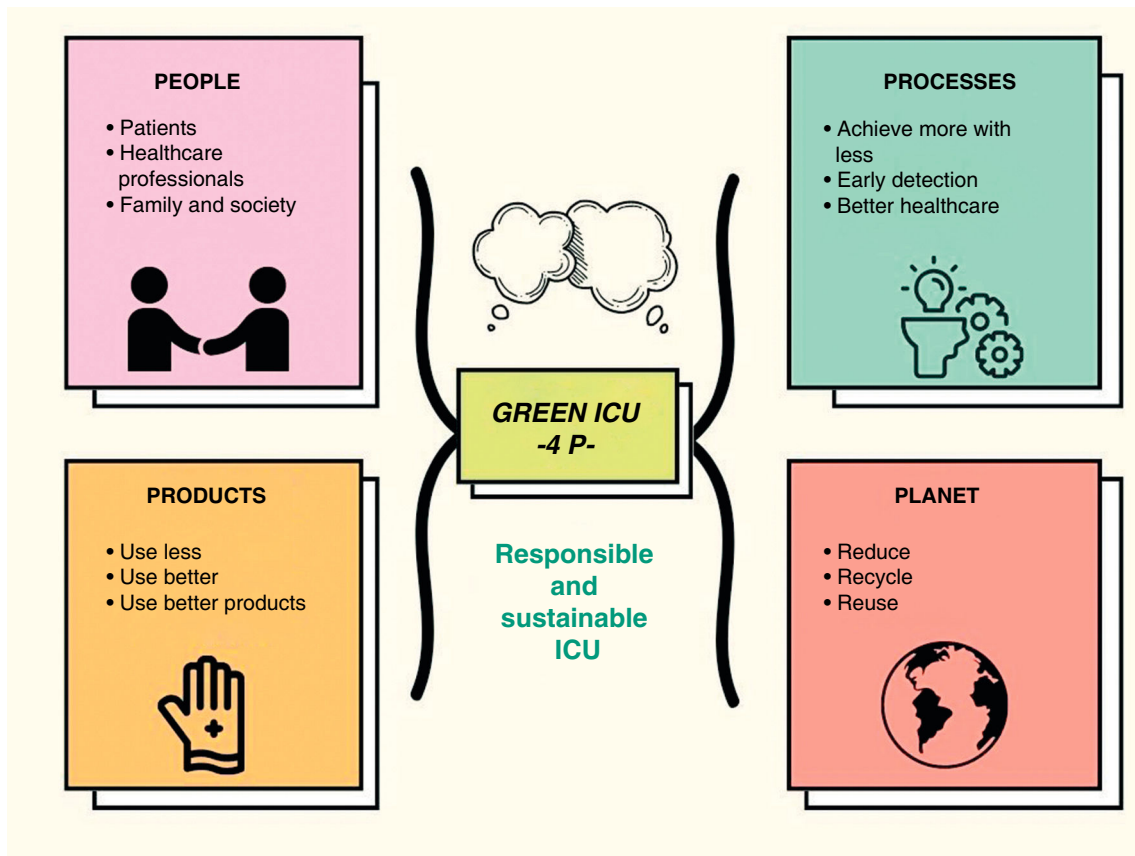 PEOPLE
• Patients
• Healthcare
professionals
• Family and society
PROCESSES
• Achieve more with
less
• Early detection
• Better healthcare
GREEN ICU
-4 P-
Responsible
and
sustainable
ICU
PRODUCTS
• Use less
• Use better
• Use better products
PLANET
• Reduce
• Recycle
• Reuse